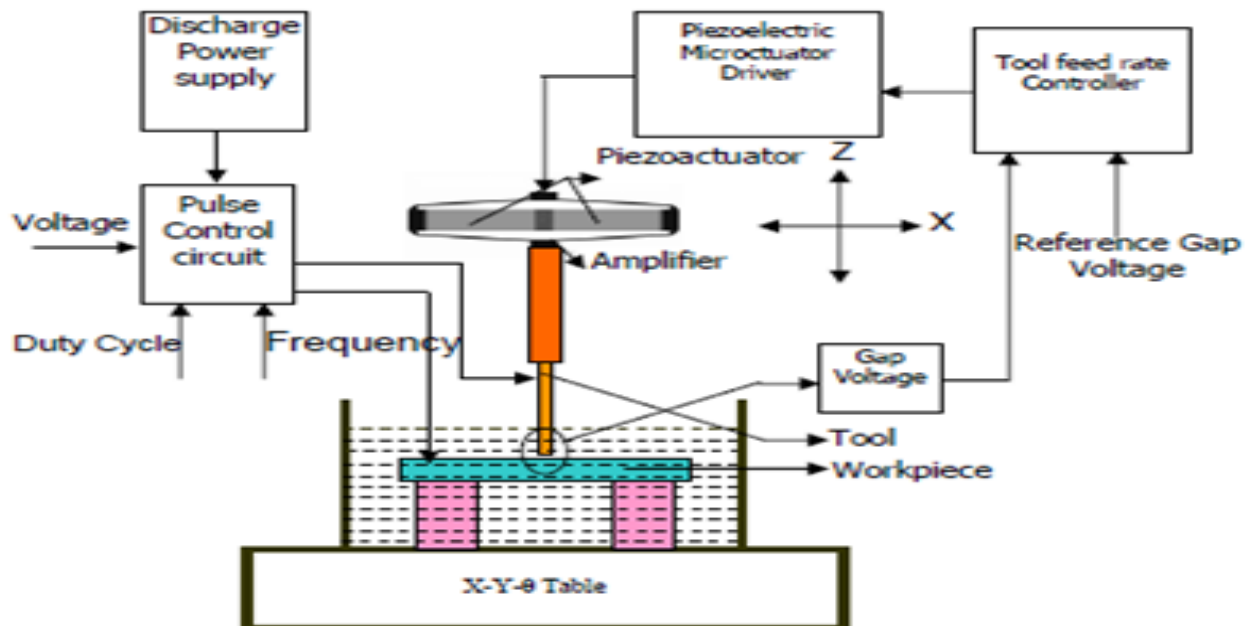 Discharge
Power
supply
Piezoelectric
Microctuator
Driver
Tool feed rate
Controller
Piezoactuator
Z
X
Voltage
Pulse
Control
circuit
Amplifier
Reference Gap
Voltage
Duty Cycle
Frequency
Gap
Voltage
Tool
Workpiece
X-Y-θ Table